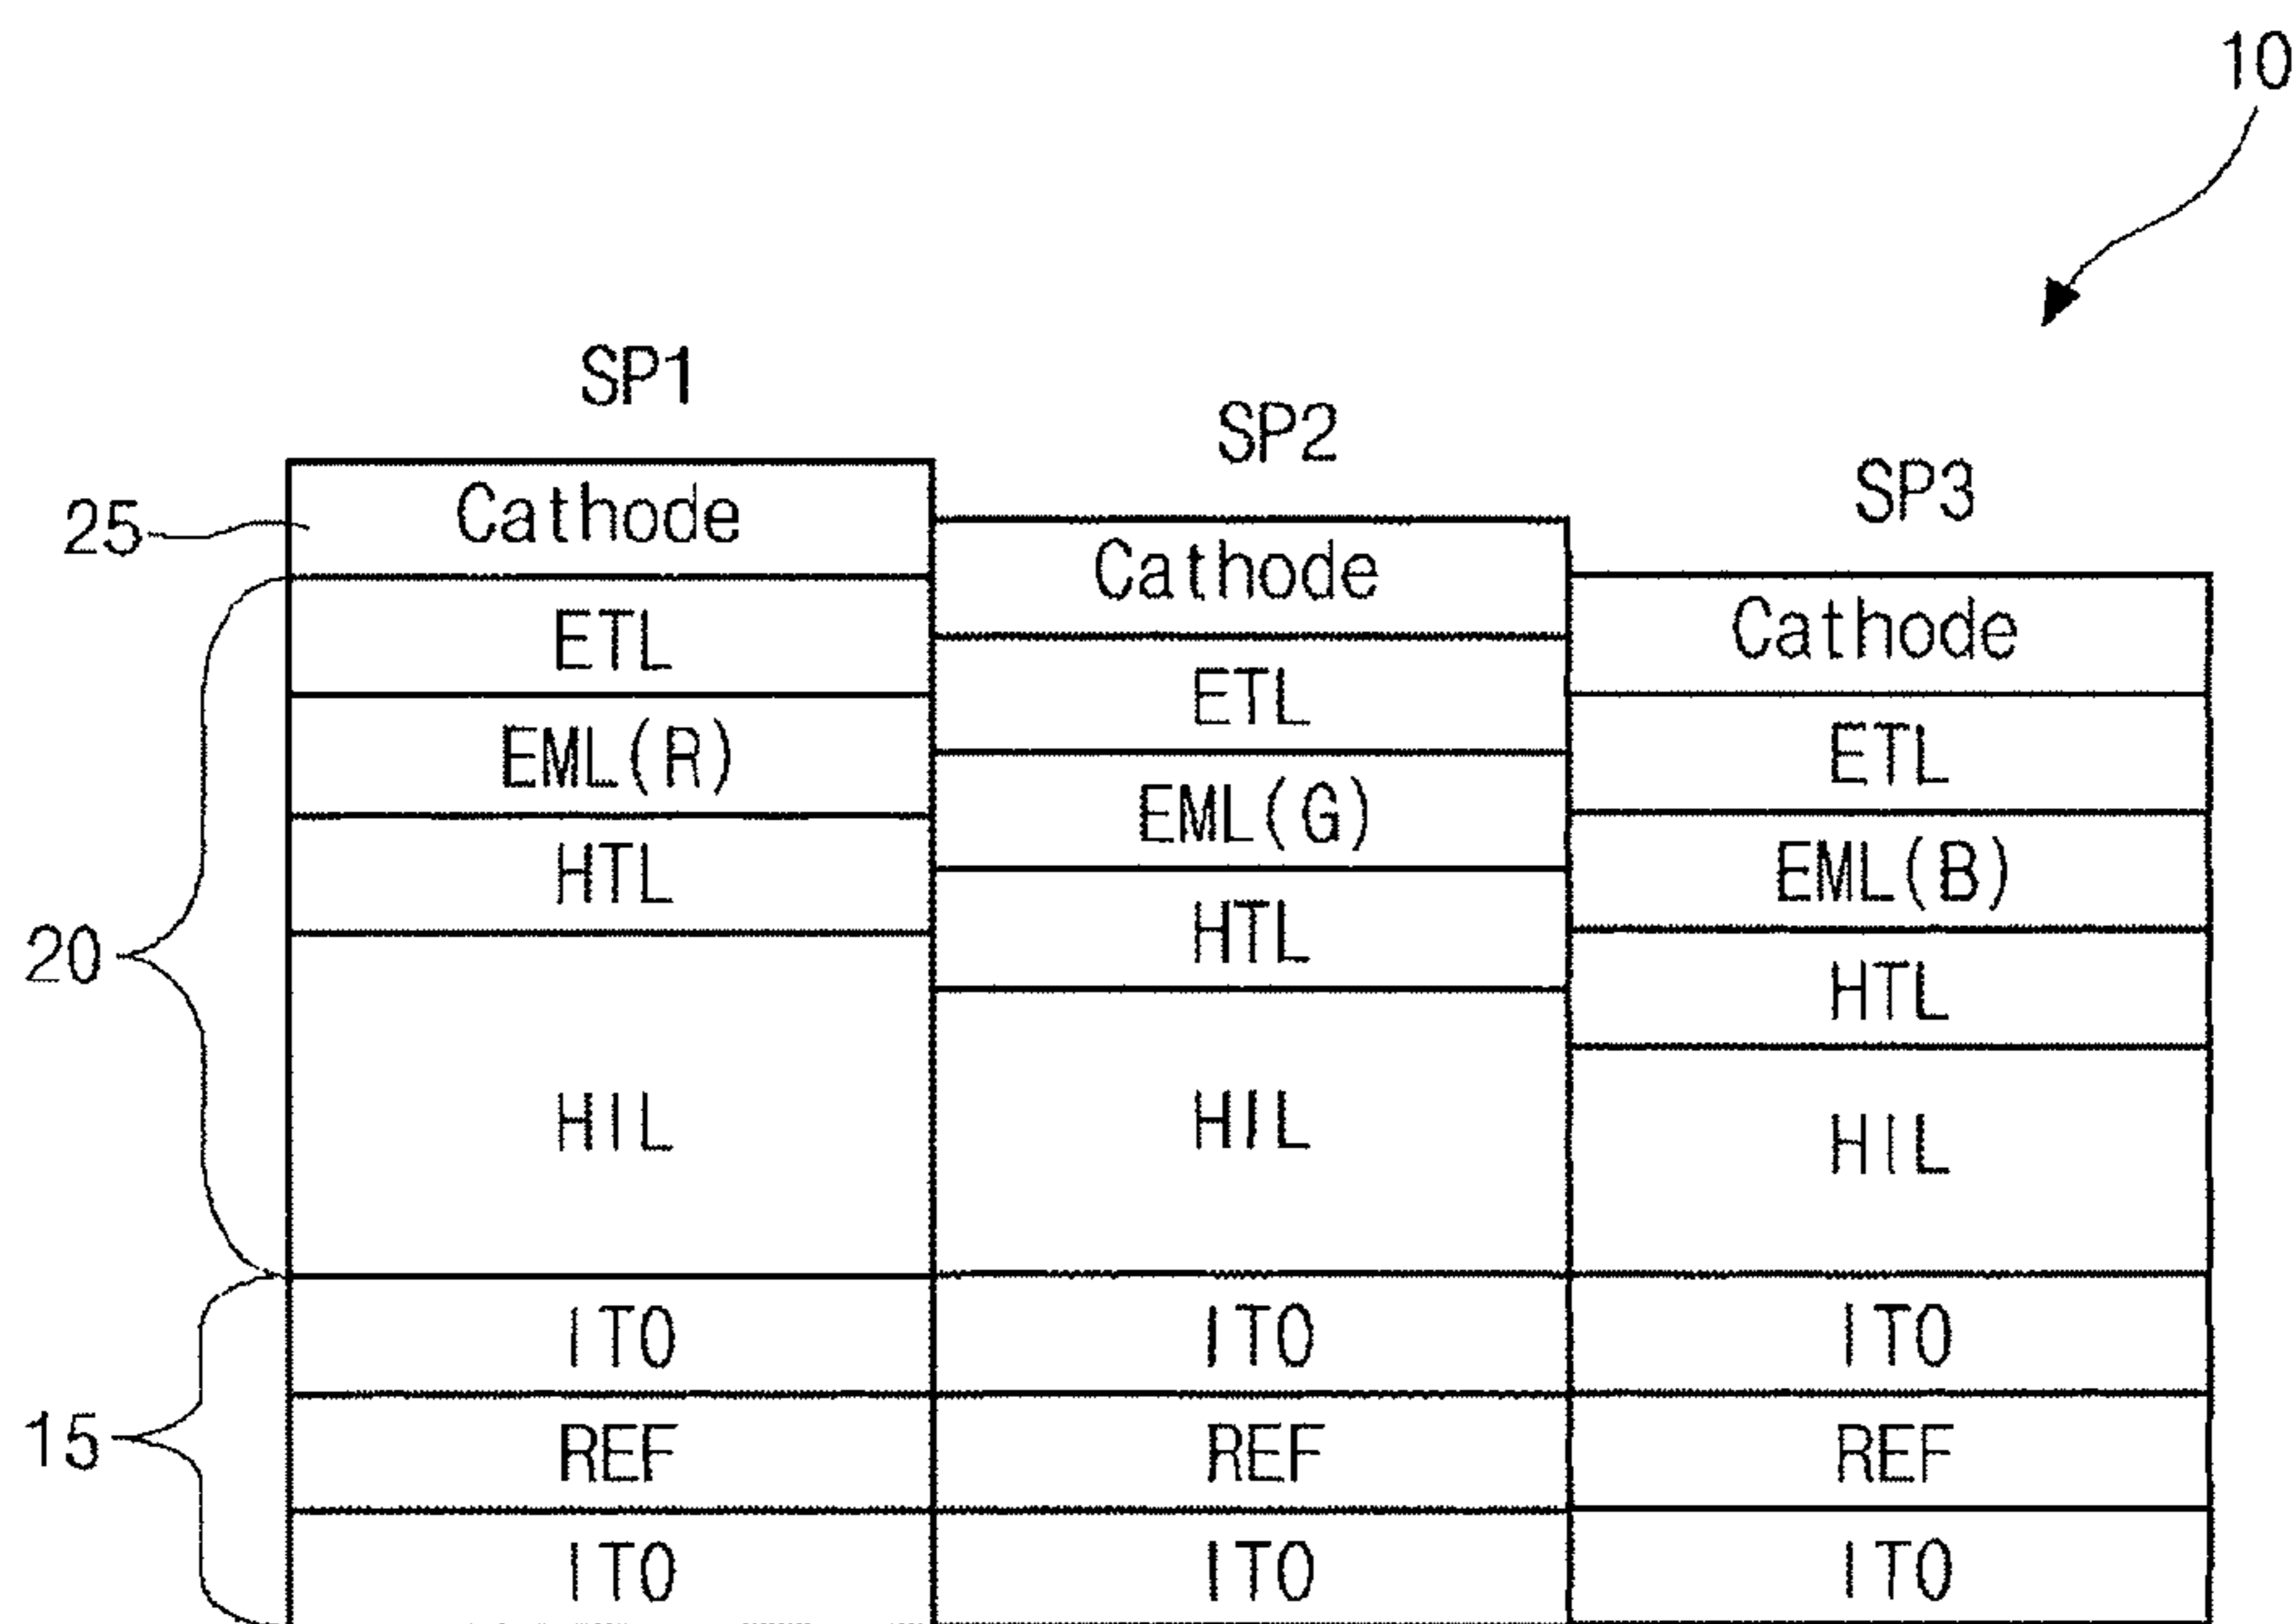 10
SP1
SP2
SP3
25
Cathode
Cathode
Cathode
ETL
ETL
ETL
EML(R)
EML(G)
EML(B)
HTL
HTL
HTL
20
HIL
HIL
HIL
ITO
ITO
ITO
15
REF
REF
REF
ITO
ITO
ITO